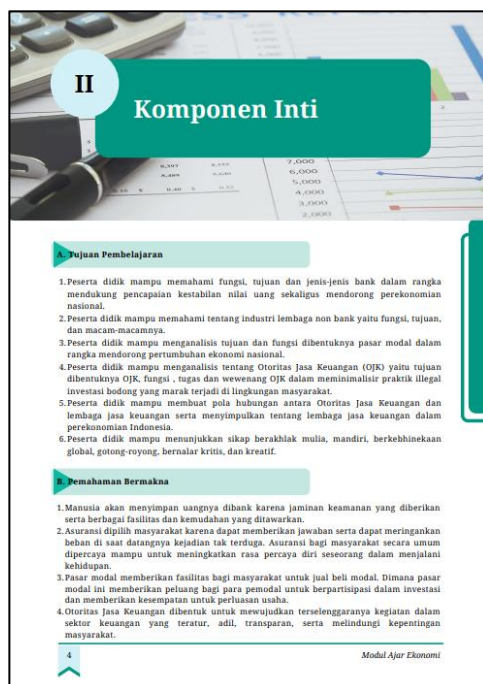 II
Komponen Inti
7,000
6,000
5,000
4,000
3,000
2,000
A. Tujuan Pembelajaran
1. Peserta didik mampu memahami fungsi, tujuan dan jenis-jenis bank dalam rangka
mendukung pencapaian kestabilan nilai uang sekaligus mendorong perekonomian
nasional.
2. Peserta didik mampu memahami tentang industri lembaga non bank yaitu fungsi, tujuan,
dan macam-macamnya.
3. Peserta didik mampu menganalisis tujuan dan fungsi dibentuknya pasar modal dalam
rangka mendorong pertumbuhan ekonomi nasional.
4. Peserta didik mampu menganalisis tentang Otoritas Jasa Keuangan (OJK) yaitu tujuan
dibentuknya OJK, fungsi , tugas dan wewenang OJK dalam meminimalisir praktik illegal
investasi bodong yang marak terjadi di lingkungan masyarakat.
5. Peserta didik mampu membuat pola hubungan antara Otoritas Jasa Keuangan dan
lembaga jasa keuangan serta menyimpulkan tentang lembaga jasa keuangan dalam
perekonomian Indonesia.
6. Peserta didik mampu menunjukkan sikap berakhlak mulia, mandiri, berkebhinekaan
global, gotong-royong, bernalar kritis, dan kreatif.
B. Pemahaman Bermakna
1. Manusia akan menyimpan uangnya dibank karena jaminan keamanan yang diberikan
serta berbagai fasilitas dan kemudahan yang ditawarkan.
2. Asuransi dipilih masyarakat karena dapat memberikan jawaban serta dapat meringankan
beban di saat datangnya kejadian tak terduga. Asuransi bagi masyarakat secara umum
dipercaya mampu untuk meningkatkan rasa percaya diri seseorang dalam menjalani
kehidupan.
3. Pasar modal memberikan fasilitas bagi masyarakat untuk jual beli modal. Dimana pasar
modal ini memberikan peluang bagi para pemodal untuk berpartisipasi dalam investasi
dan memberikan kesempatan untuk perluasan usaha.
4. Otoritas Jasa Keuangan dibentuk untuk mewujudkan terselenggaranya kegiatan dalam
sektor keuangan yang teratur, adil, transparan, serta melindungi kepentingan
masyarakat.
4
Modul Ajar Ekonomi